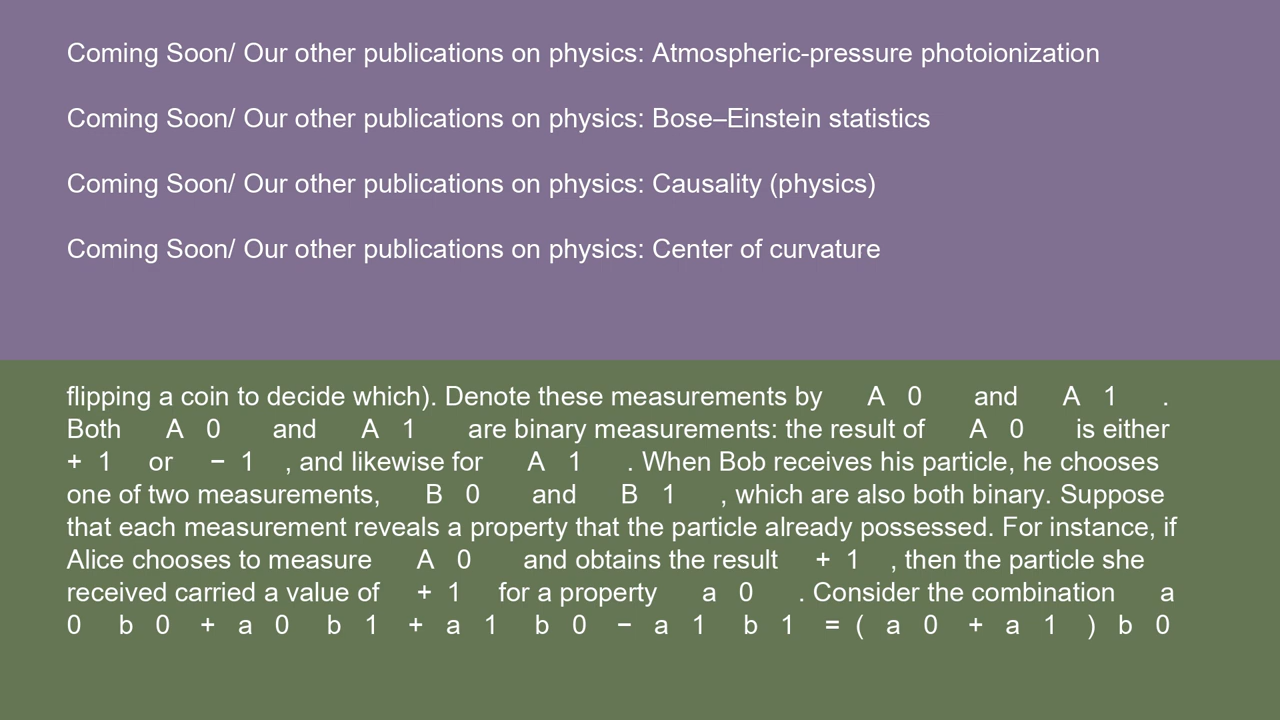 Coming Soon/ Our other publications on physics: Atmospheric-pressure photoionization
Coming Soon/ Our other publications on physics: Bose–Einstein statistics
Coming Soon/ Our other publications on physics: Causality (physics)
Coming Soon/ Our other publications on physics: Center of curvature
flipping a coin to decide which). Denote these measurements by A 0 and A 1 .
Both A 0 and A 1 are binary measurements: the result of A 0 is either
+ 1 or − 1 , and likewise for A 1 . When Bob receives his particle, he chooses
one of two measurements, B 0 and B 1 , which are also both binary. Suppose
that each measurement reveals a property that the particle already possessed. For instance, if
Alice chooses to measure A 0 and obtains the result + 1 , then the particle she
received carried a value of + 1 for a property a 0 . Consider the combination a
0 b 0 + a 0 b 1 + a 1 b 0 − a 1 b 1 = ( a 0 + a 1 ) b 0